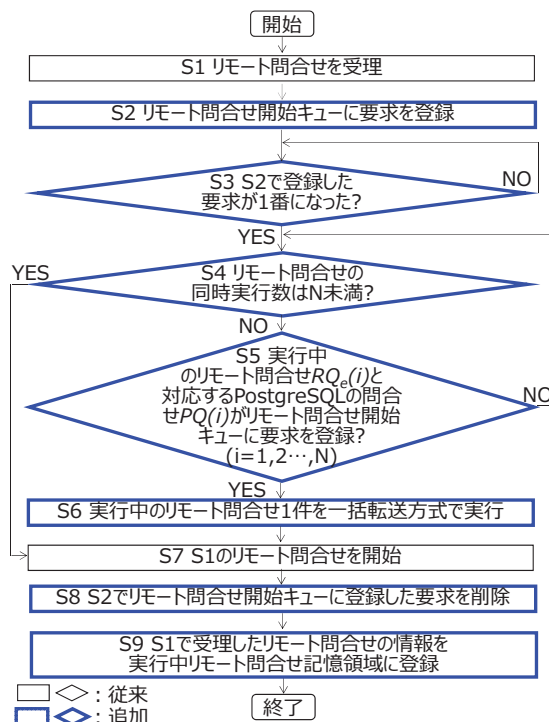 開始
S1 リモート問合せを受理
S2 リモート問合せ開始キューに要求を登録
S3 S2で登録した
要求が1番になった?
NO
YES
YES
S4 リモート問合せの
同時実行数はN未満?
NO
S5 実行中
のリモート問合せRQe(i)と
対応するPostgreSQLの問合
せPQ(i)がリモート問合せ開始
キューに要求を登録?
(i=1,2…,N)
NO
YES
S6 実行中のリモート問合せ1件を一括転送方式で実行
S7 S1のリモート問合せを開始
S8 S2でリモート問合せ開始キューに登録した要求を削除
S9 S1で受理したリモート問合せの情報を
実行中リモート問合せ記憶領域に登録
: 従来
: 追加
終了